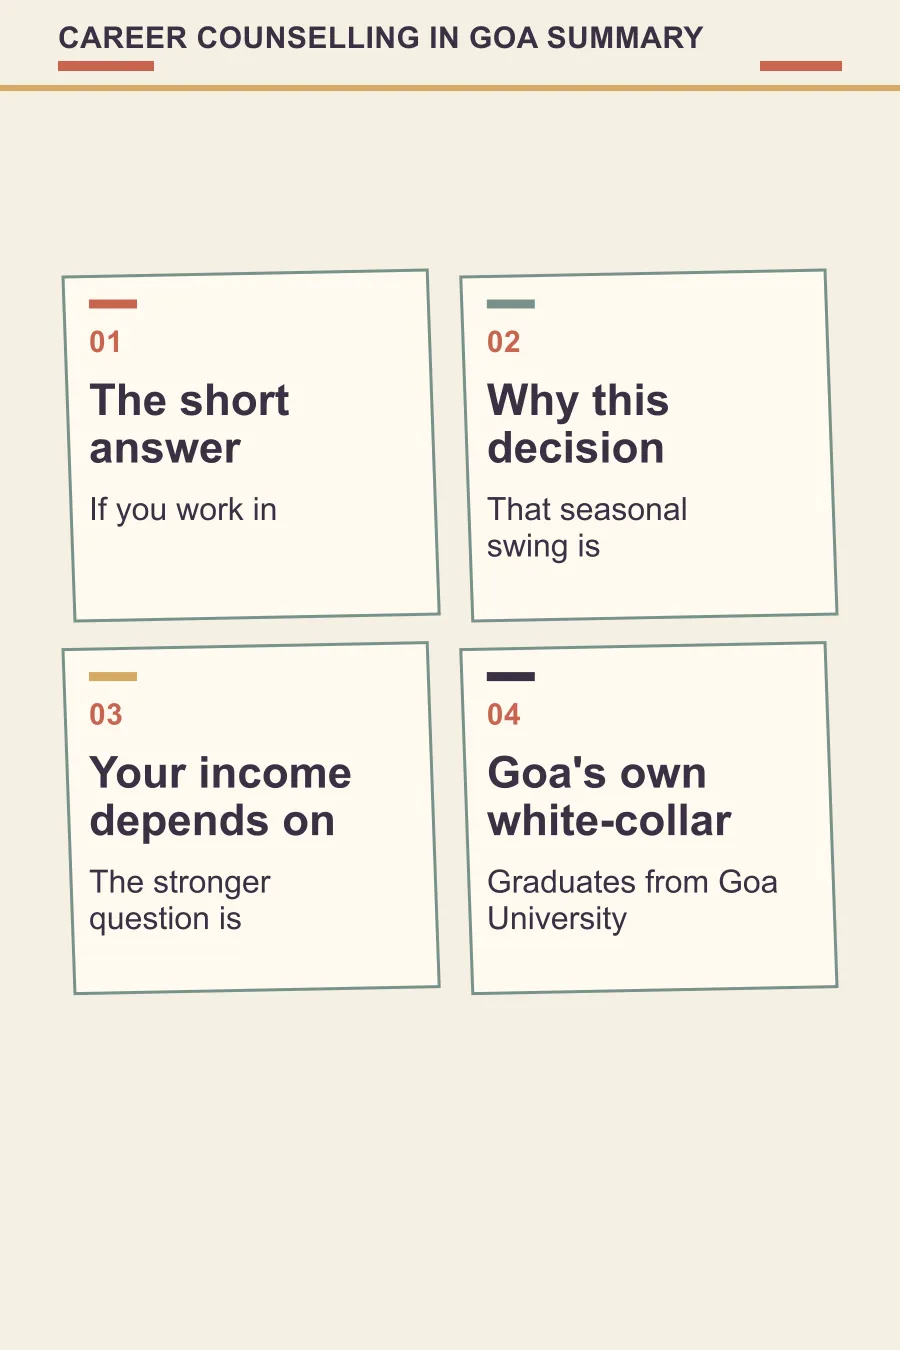 CAREER COUNSELLING IN GOA SUMMARY
01
The short
answer
If you work in
02
Why this
decision
That seasonal
swing is
03
Your income
depends on
The stronger
question is
04
Goa's own
white-collar
Graduates from Goa
University